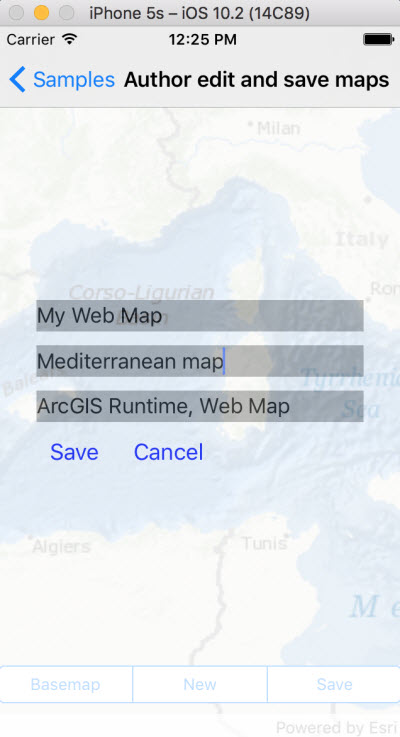 iPhone 5s – iOS 10.2 (14C89)
Carrier 12:25 PM
Samples Author edit and save maps
Milan
Italy
Corso-Ligurian
Rom
My Web Map
Mediterranean map
Balearic
Tyrrhenia
Sea
ArcGIS Runtime, Web Map
Save Cancel
Algiers
Tunis
M e
Basemap New Save
Powered by Esri